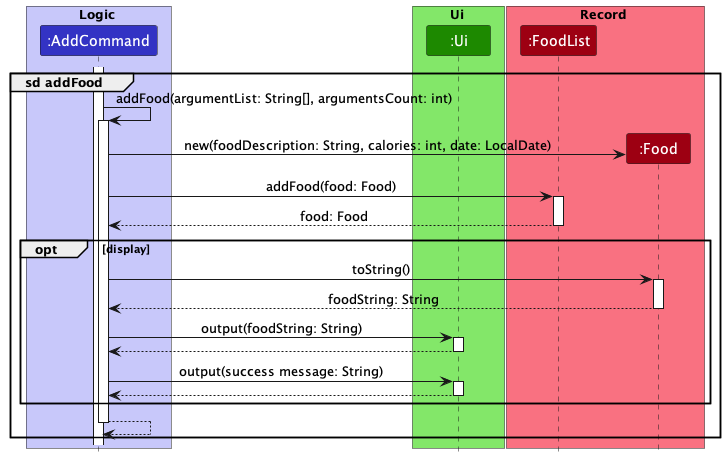 Logic
Ui
Record
:AddCommand
:Ui
:FoodList
sd addFood
addFood(argumentList: String[], argumentsCount: int)
new(foodDescription: String, calories: int, date: LocalDate)
:Food
addFood(food: Food)
food: Food
opt
[display]
toString()
foodString: String
output(foodString: String)
output(success message: String)